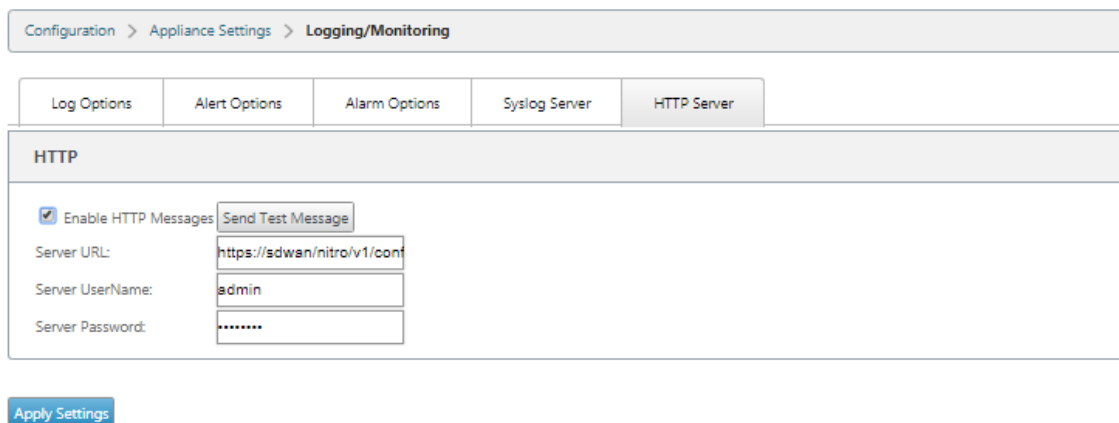 Configuration > Appliance Settings > Logging/Monitoring
Log Options Alert Options Alarm Options Syslog Server HTTP Server
HTTP
Enable HTTP Messages Send Test Message
Server URL: https://sdwan/nitro/v1/conf
Server UserName: admin
Server Password: ••••••••
Apply Settings